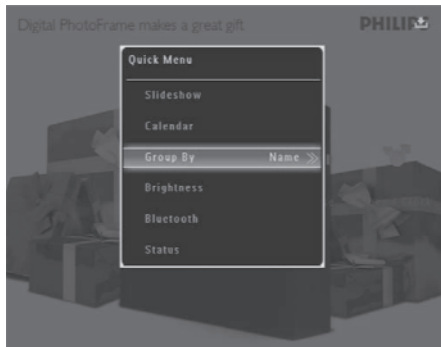 Digital PhotoFrame makes a great gift
PHILIPS
Quick Menu
Slideshow
Calendar
Group By Name
Brightness
Bluetooth
Status